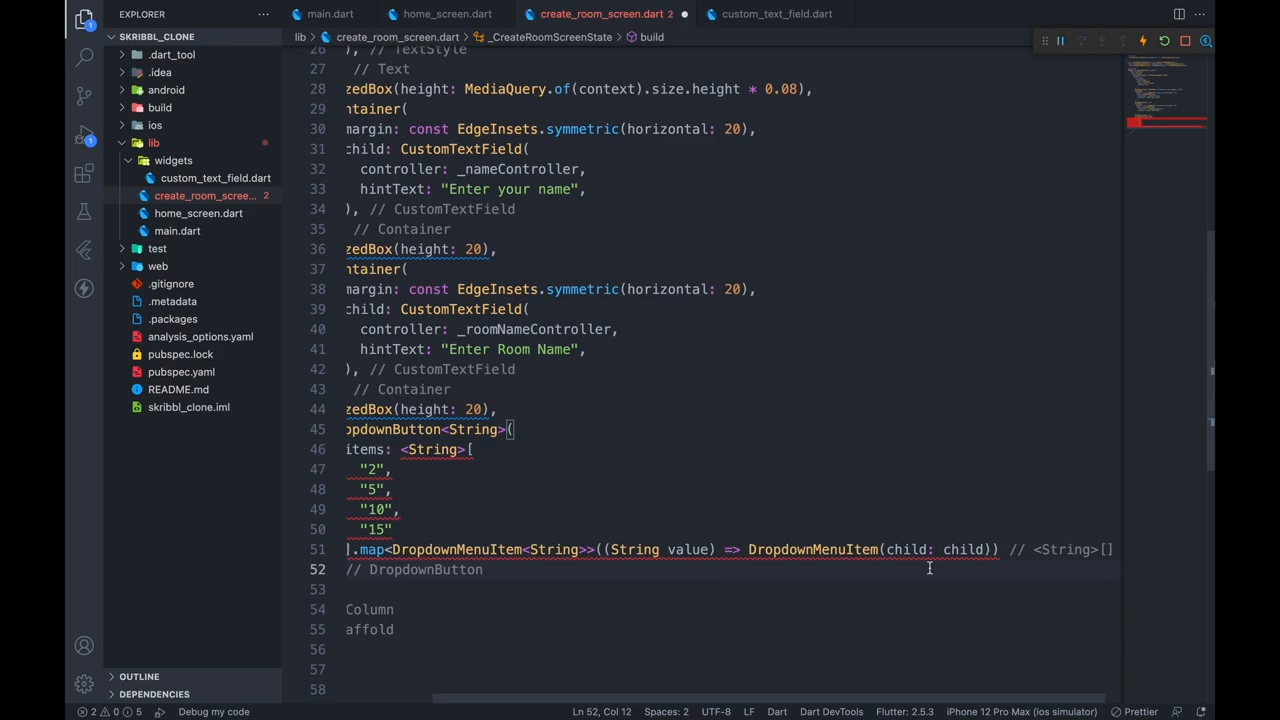 EXPLORER
main.dart
home_screen.dart
create_room_screen.dart 2
custom_text_field.dart
SKRIBBL_CLONE
lib
create_room_screen.dart
_CreateRoomScreenState
build
.dart_tool
.idea
android
build
ios
lib
widgets
custom_text_field.dart
create_room_scree... 2
home_screen.dart
main.dart
test
web
.gitignore
.metadata
.packages
analysis_options.yaml
pubspec.lock
pubspec.yaml
README.md
skribbl_clone.iml
OUTLINE
DEPENDENCIES
1
1
26 ), // TextStyle
27 // Text
28 zedBox(height: MediaQuery.of(context).size.height * 0.08),
29 ntainer(
30 margin: const EdgeInsets.symmetric(horizontal: 20),
31 child: CustomTextField(
32 controller: _nameController,
33 hintText: "Enter your name",
34 ), // CustomTextField
35 // Container
36 zedBox(height: 20),
37 ntainer(
38 margin: const EdgeInsets.symmetric(horizontal: 20),
39 child: CustomTextField(
40 controller: _roomNameController,
41 hintText: "Enter Room Name",
42 ), // CustomTextField
43 // Container
44 zedBox(height: 20),
45 opdownButton<String>(
46 items: <String>[
47 "2",
48 "5",
49 "10",
50 "15"
51 ].map<DropdownMenuItem<String>>((String value) => DropdownMenuItem(child: child)) // <String>[]
52 // DropdownButton
53
54 Column
55 affold
56
57
58
2 0 5 Debug my code Ln 52, Col 12 Spaces: 2 UTF-8 LF Dart Dart DevTools Flutter: 2.5.3 iPhone 12 Pro Max (ios simulator) Prettier